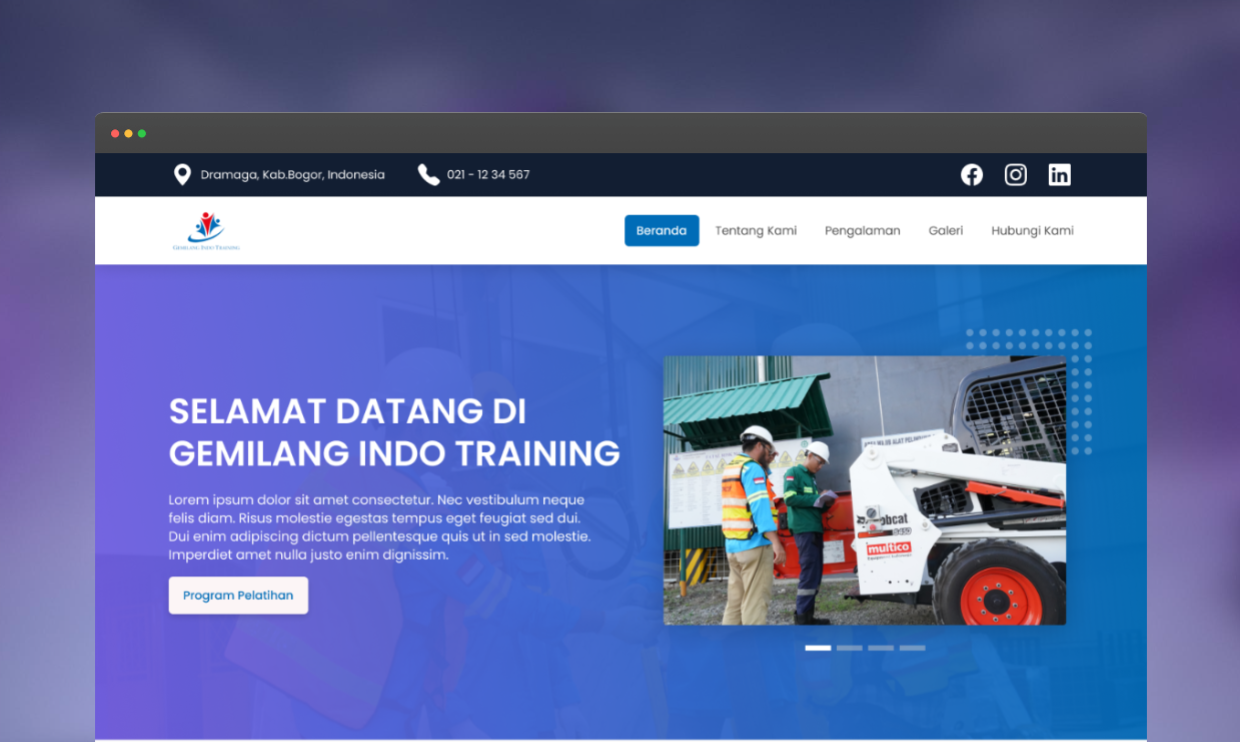 Dramaga, Kab.Bogor, Indonesia
021 - 12 34 567
GEMILANG INDO TRAINING
Beranda
Tentang Kami
Pengalaman
Galeri
Hubungi Kami
SELAMAT DATANG DI
GEMILANG INDO TRAINING
Lorem ipsum dolor sit amet consectetur. Nec vestibulum neque
felis diam. Risus molestie egestas tempus eget feugiat sed dui.
Dui enim adipiscing dictum pellentesque quis ut in sed molestie.
Imperdiet amet nulla justo enim dignissim.
Program Pelatihan
multico